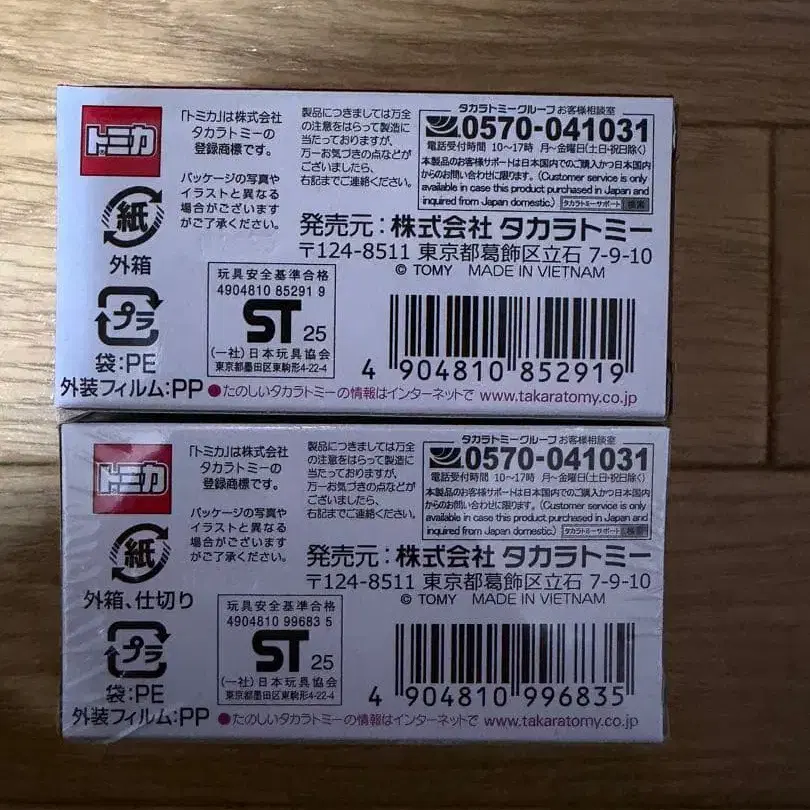 トミカ
「トミカ」は株式会社
タカラトミーの
登録商標です。
パッケージの写真や
イラストと異なる
場合がございます
がご了承ください。
製品につきましては万全
の注意をはらって製造に
当たっておりますが、
万一お気づきの点などが
ございましたら、
右記までご連絡ください。
タカラトミーグループ お客様相談室
0570-041031
電話受付時間 10〜17時 月〜金曜日(土・日・祝日除く)
本製品のお客様サポートは日本国内でのご購入かつ日本国内
からのお問い合わせに限ります。(Customer service is only
available in case this product purchased in Japan and
inquired from Japan domestic.) タカラトミーサポート 検索
発売元：株式会社 タカラトミー
〒124-8511 東京都葛飾区立石 7-9-10
© TOMY MADE IN VIETNAM
紙
外箱
プラ
袋：PE
外装フィルム：PP
玩具安全基準合格
4904810 85291 9
ST 25
(一社)日本玩具協会
東京都墨田区東駒形4-22-4
4 904810 852919
●たのしいタカラトミーの情報はインターネットで www.takaratomy.co.jp
トミカ
「トミカ」は株式会社
タカラトミーの
登録商標です。
パッケージの写真や
イラストと異なる
場合がございます
がご了承ください。
製品につきましては万全
の注意をはらって製造に
当たっておりますが、
万一お気づきの点などが
ございましたら、
右記までご連絡ください。
タカラトミーグループ お客様相談室
0570-041031
電話受付時間 10〜17時 月〜金曜日(土・日・祝日除く)
本製品のお客様サポートは日本国内でのご購入かつ日本国内
からのお問い合わせに限ります。(Customer service is only
available in case this product purchased in Japan and
inquired from Japan domestic.) タカラトミーサポート 検索
発売元：株式会社 タカラトミー
〒124-8511 東京都葛飾区立石 7-9-10
© TOMY MADE IN VIETNAM
紙
外箱、仕切り
プラ
袋：PE
外装フィルム：PP
玩具安全基準合格
4904810 99683 5
ST 25
(一社)日本玩具協会
東京都墨田区東駒形4-22-4
4 904810 996835
●たのしいタカラトミーの情報はインターネットで www.takaratomy.co.jp